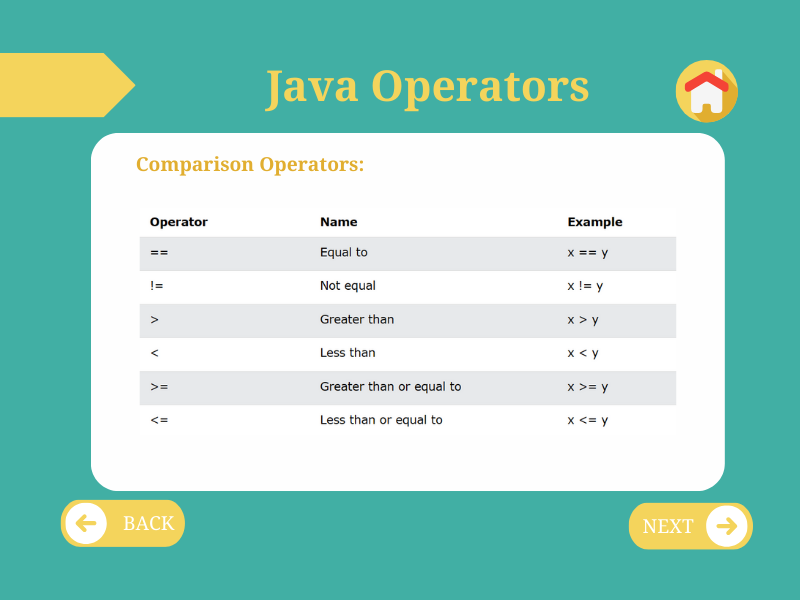 Java Operators
Comparison Operators:
Operator Name Example
== Equal to x == y
!= Not equal x != y
> Greater than x > y
< Less than x < y
>= Greater than or equal to x >= y
<= Less than or equal to x <= y
BACK NEXT